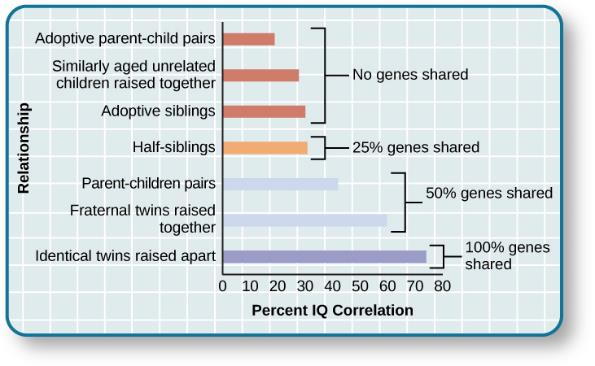 Relationship
Adoptive parent-child pairs
Similarly aged unrelated
children raised together
Adoptive siblings
No genes shared
Half-siblings
25% genes shared
Parent-children pairs
Fraternal twins raised
together
50% genes shared
Identical twins raised apart
100% genes
shared
0 10 20 30 40 50 60 70 80
Percent IQ Correlation